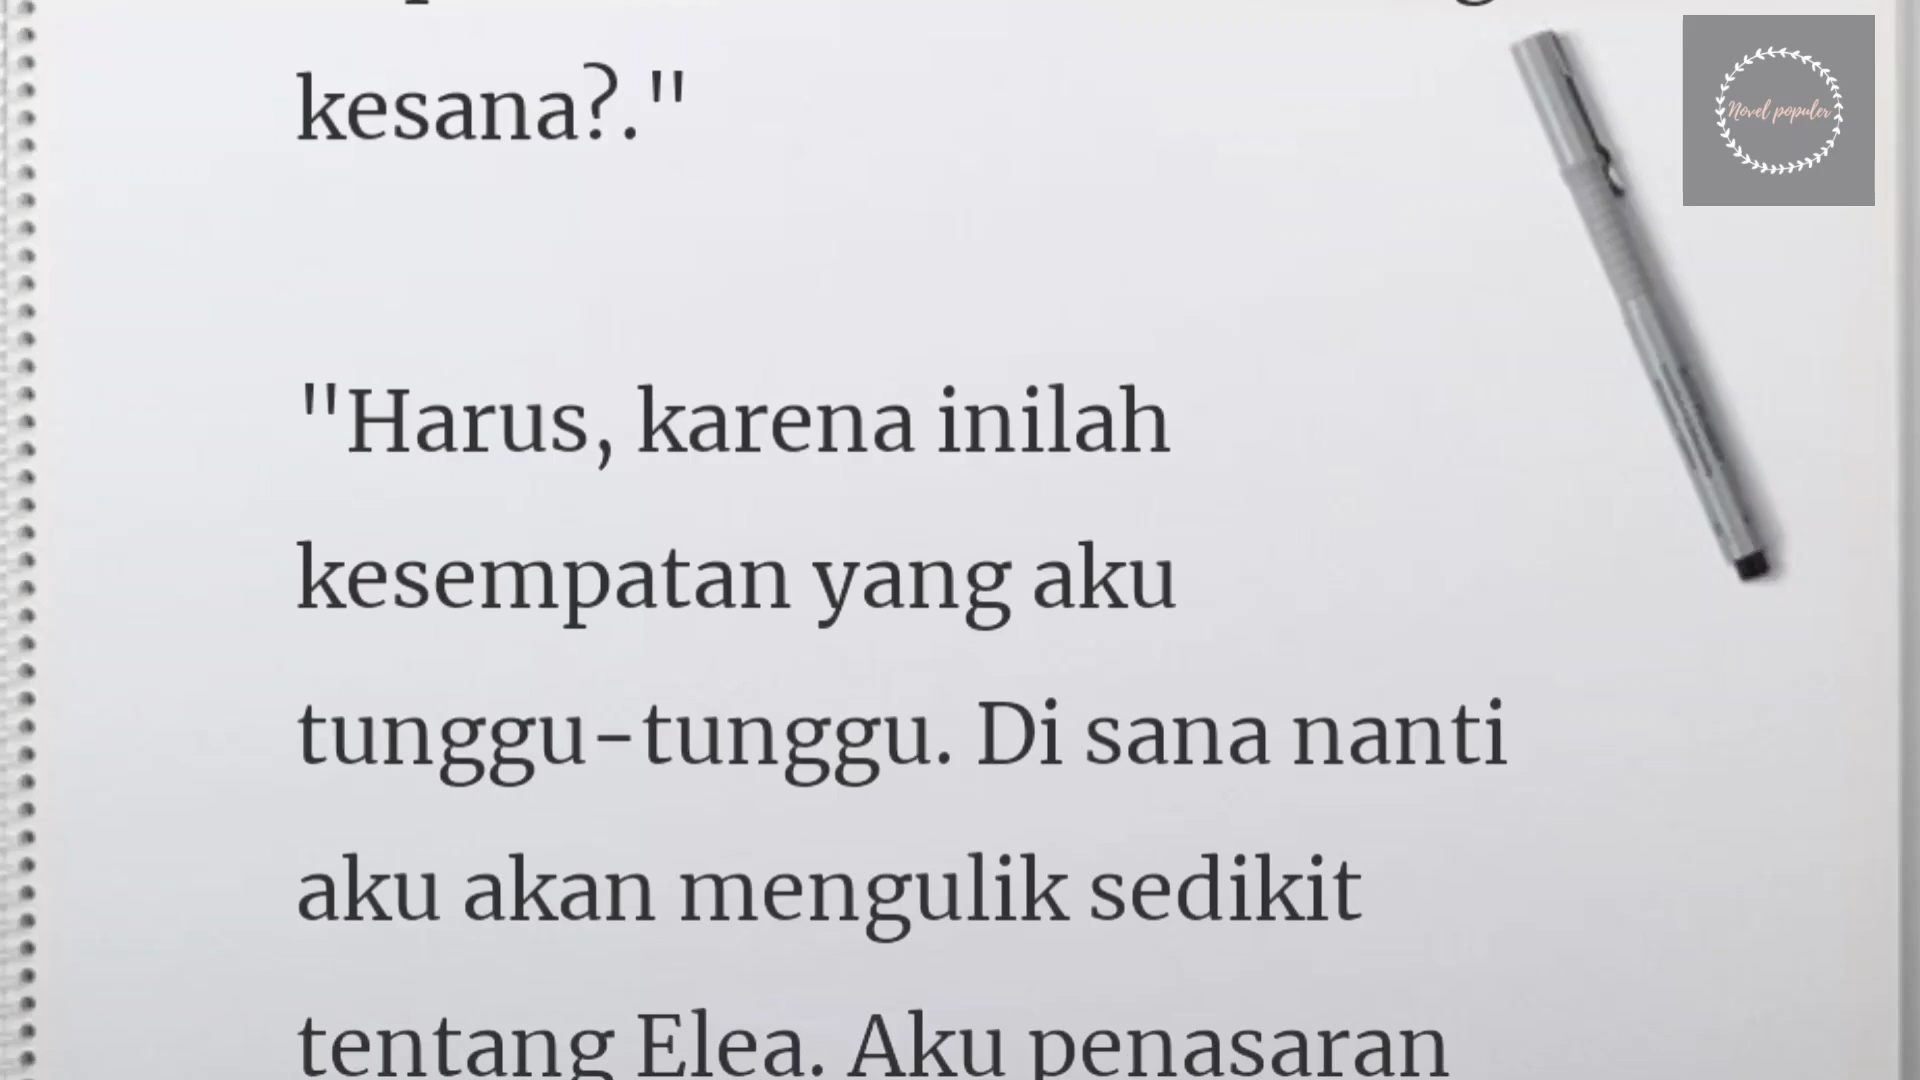 kesana?."
Novel populer
"Harus, karena inilah
kesempatan yang aku
tunggu-tunggu. Di sana nanti
aku akan mengulik sedikit
tentang Elea. Aku penasaran